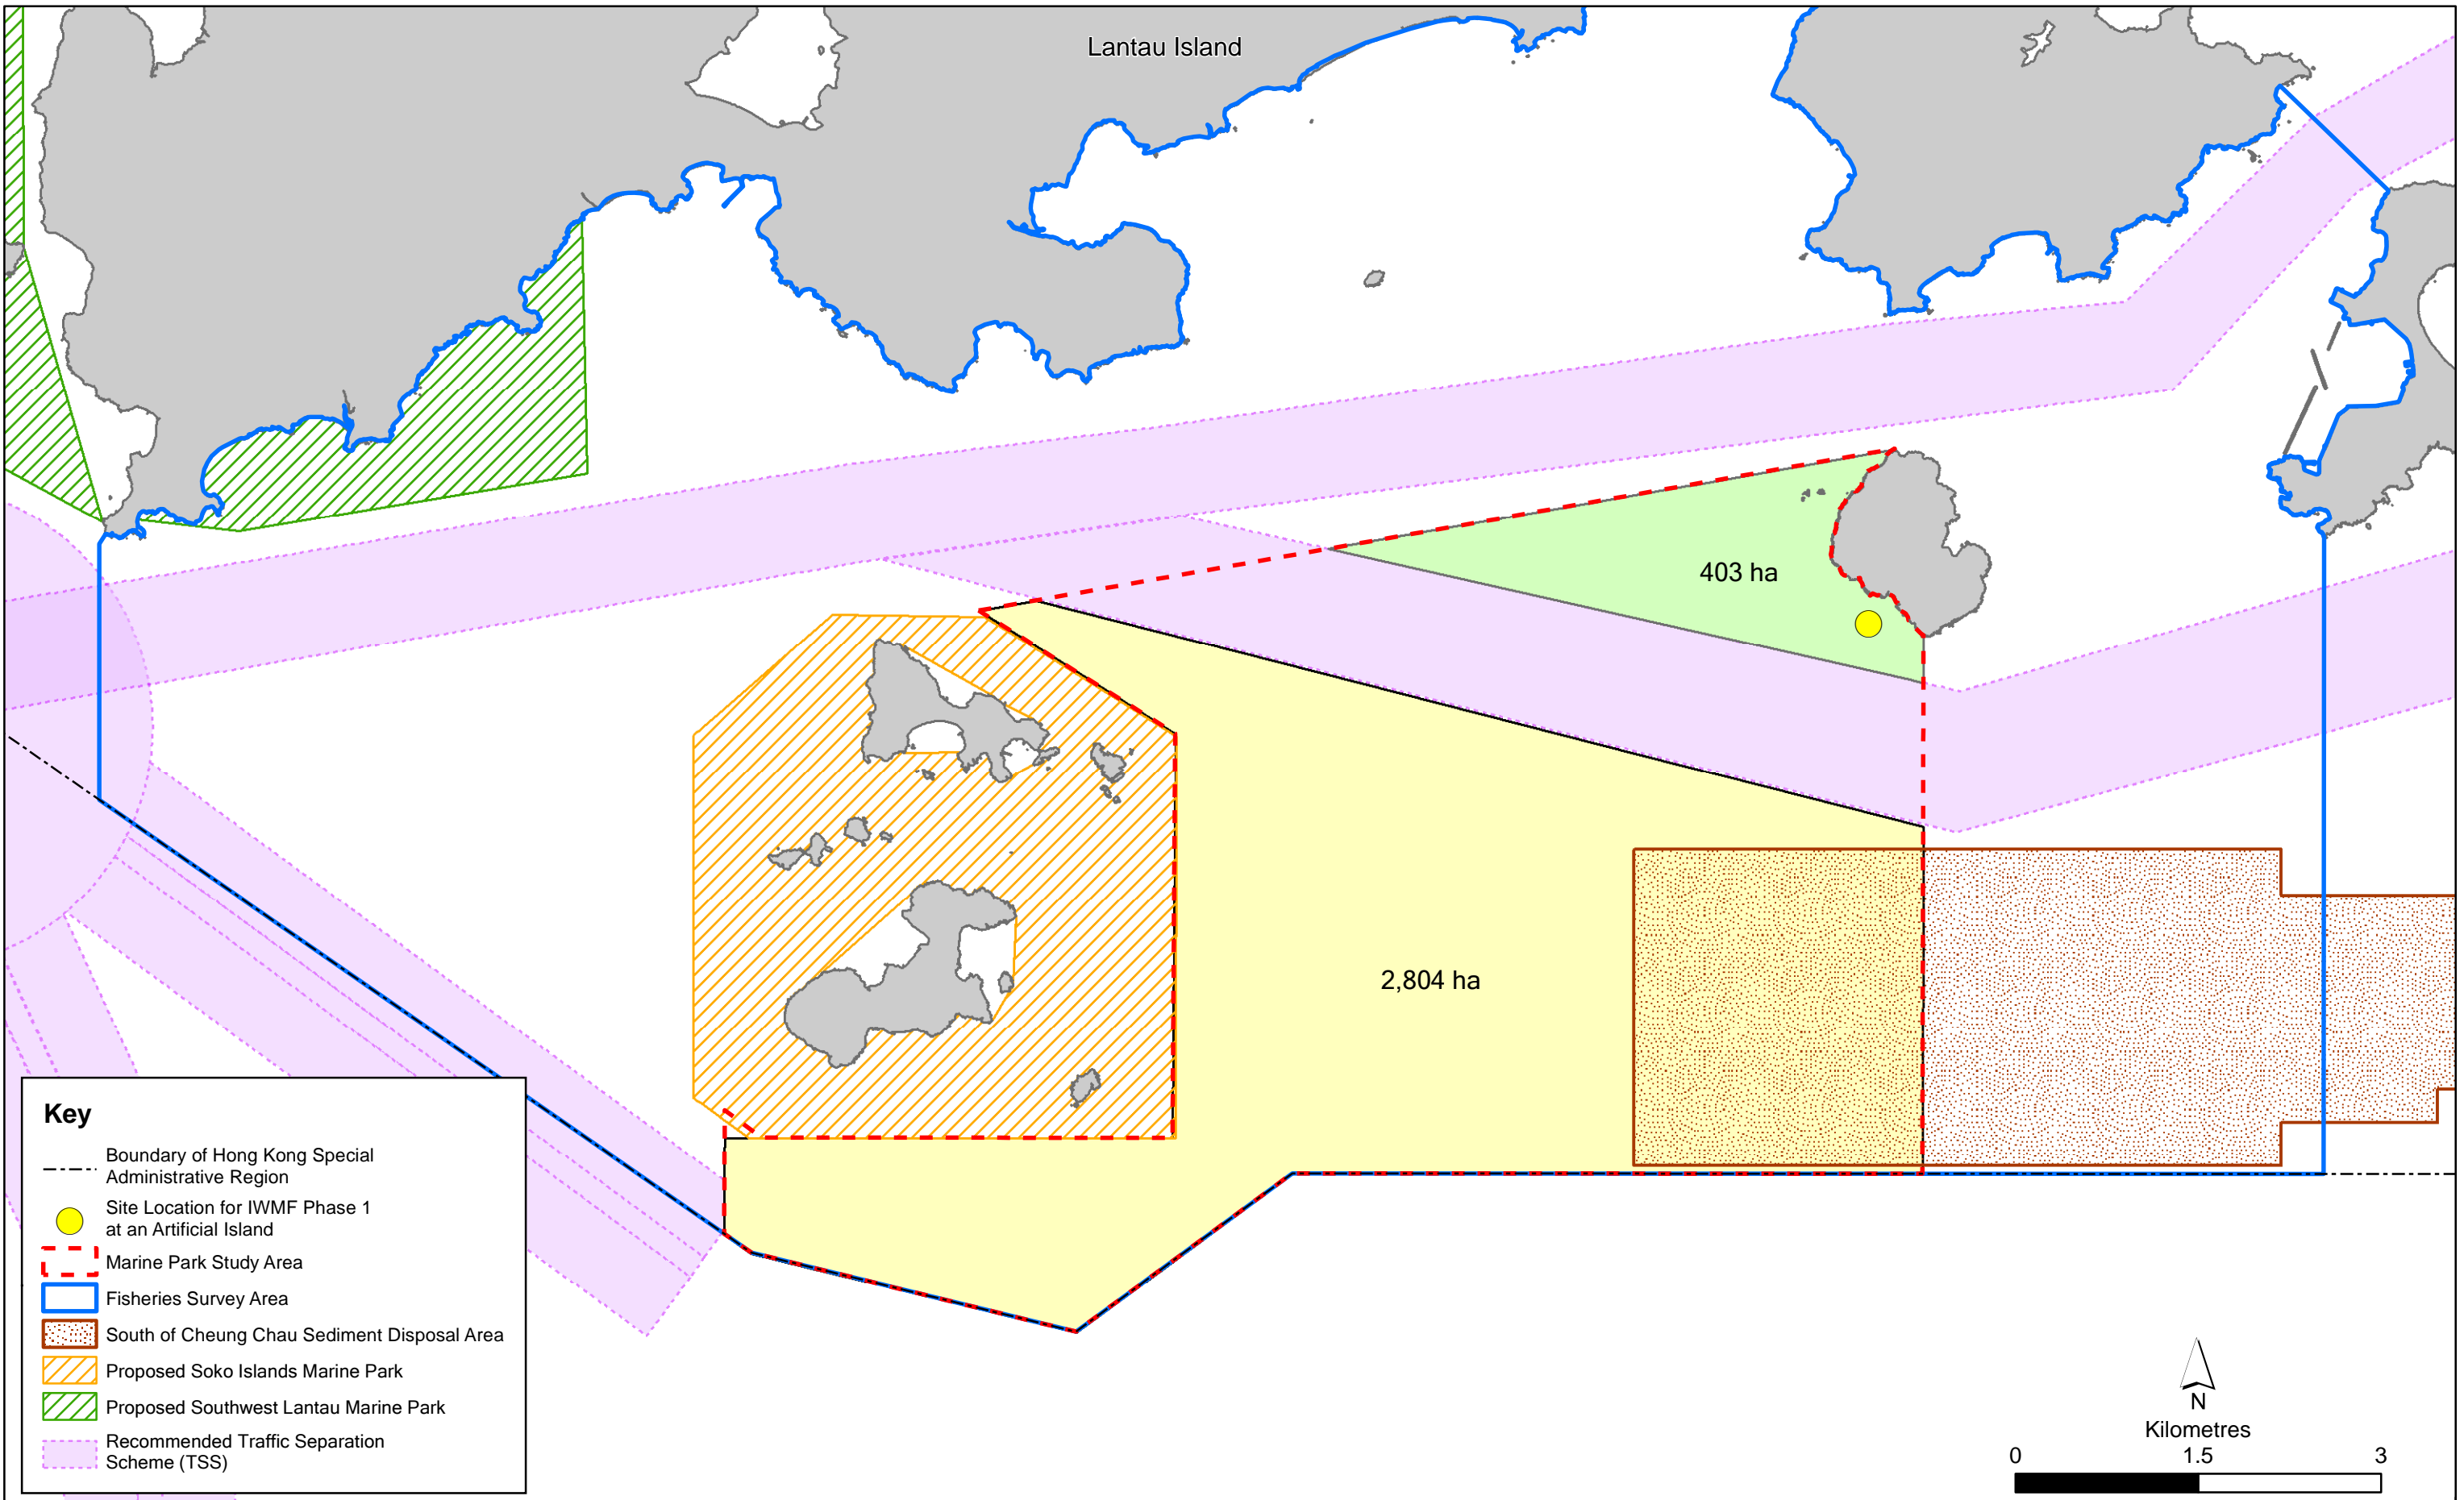 Lantau Island
403 ha
2,804 ha
Key
Boundary of Hong Kong Special
Administrative Region
Site Location for IWMF Phase 1
at an Artificial Island
Marine Park Study Area
Fisheries Survey Area
South of Cheung Chau Sediment Disposal Area
Proposed Soko Islands Marine Park
Proposed Southwest Lantau Marine Park
Recommended Traffic Separation
Scheme (TSS)
N
Kilometres
0 1.5 3